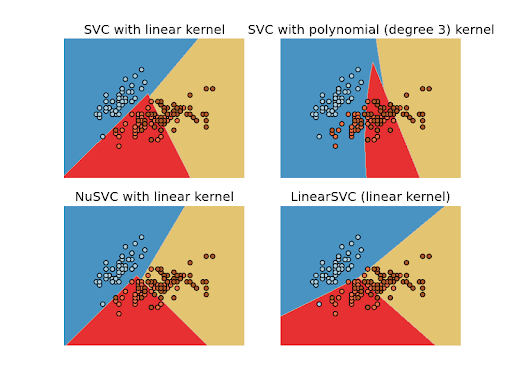 SVC with linear kernel
SVC with polynomial (degree 3) kernel
NuSVC with linear kernel
LinearSVC (linear kernel)